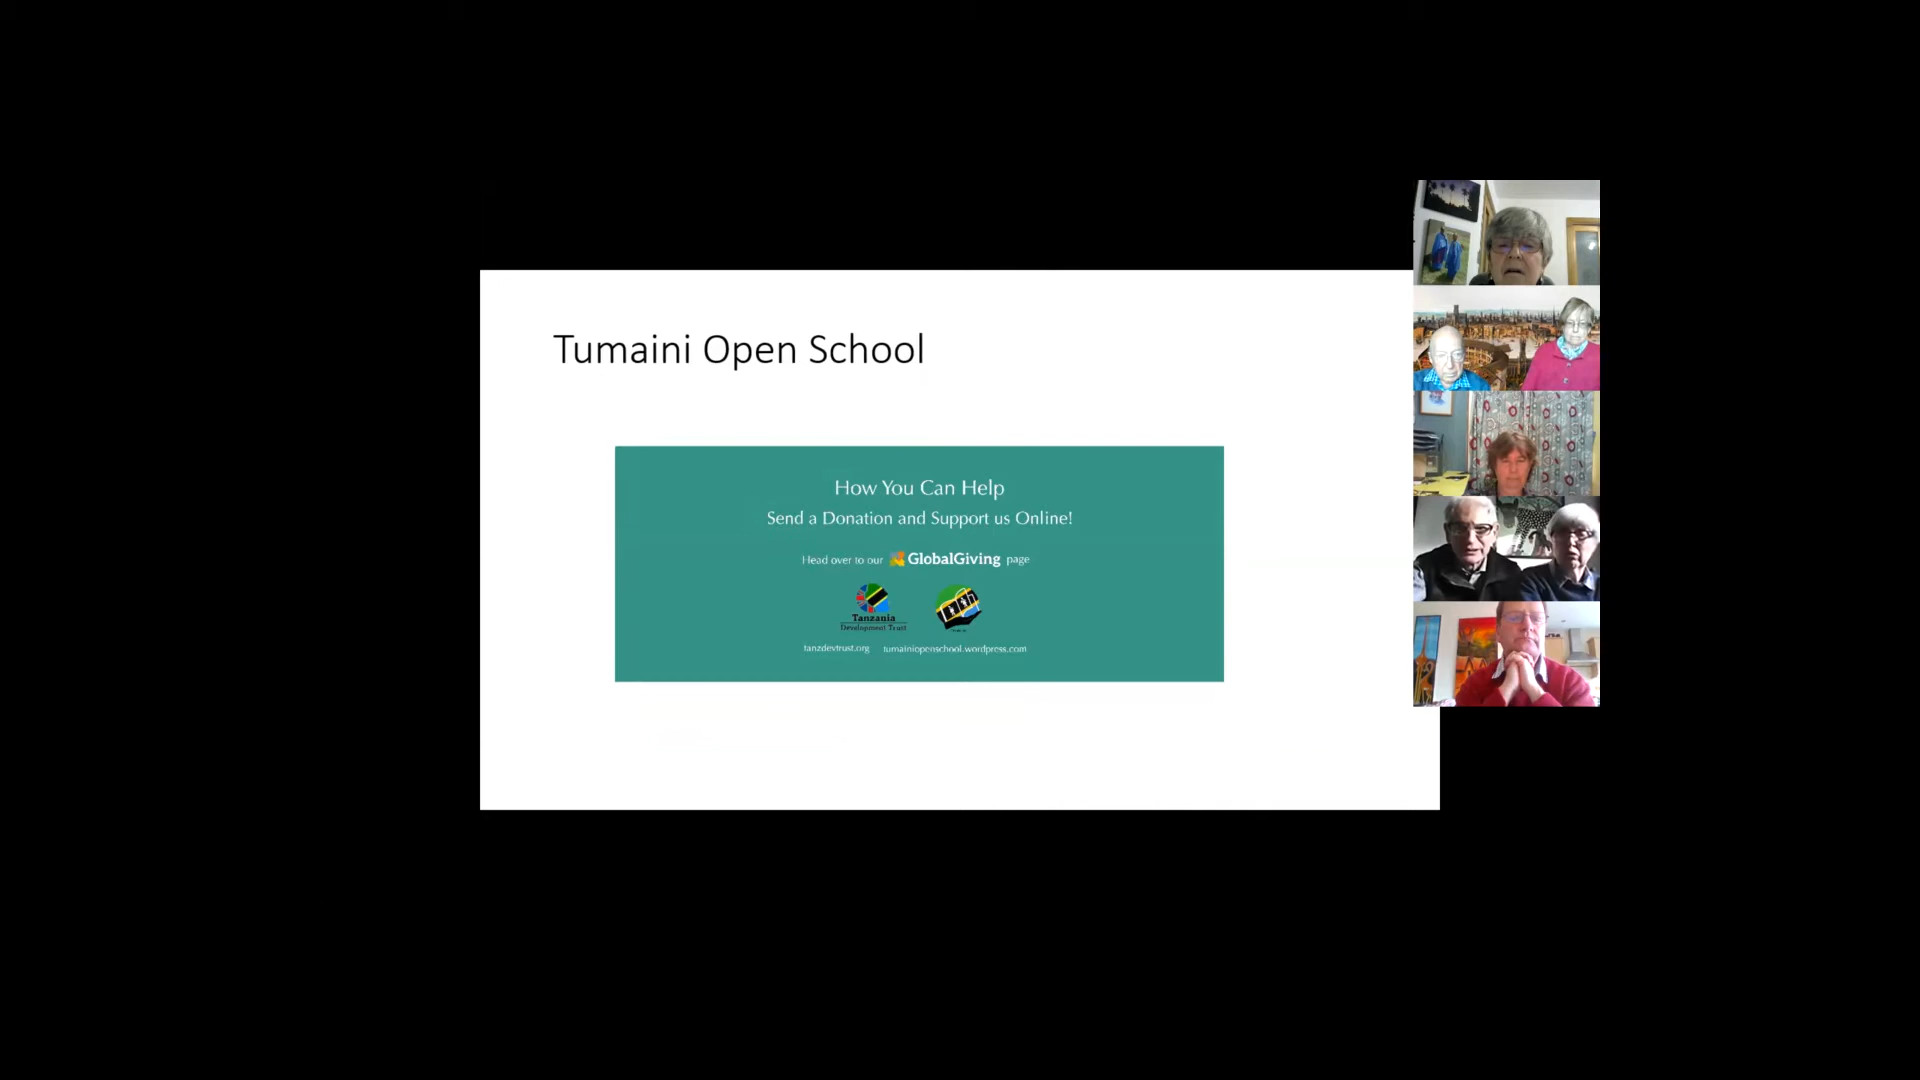 Tumaini Open School
How You Can Help
Send a Donation and Support us Online!
Head over to our GlobalGiving page
Tanzania
Development Trust
tanzdevtrust.org tumainiopenschool.wordpress.com